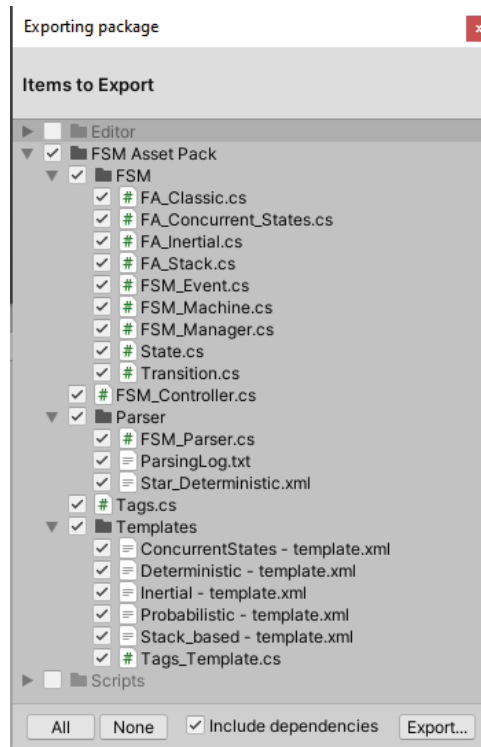 Exporting package
Items to Export
Editor
FSM Asset Pack
FSM
FA_Classic.cs
FA_Concurrent_States.cs
FA_Inertial.cs
FA_Stack.cs
FSM_Event.cs
FSM_Machine.cs
FSM_Manager.cs
State.cs
Transition.cs
FSM_Controller.cs
Parser
FSM_Parser.cs
ParsingLog.txt
Star_Deterministic.xml
Tags.cs
Templates
ConcurrentStates - template.xml
Deterministic - template.xml
Inertial - template.xml
Probabilistic - template.xml
Stack_based - template.xml
Tags_Template.cs
Scripts
All None Include dependencies Export...